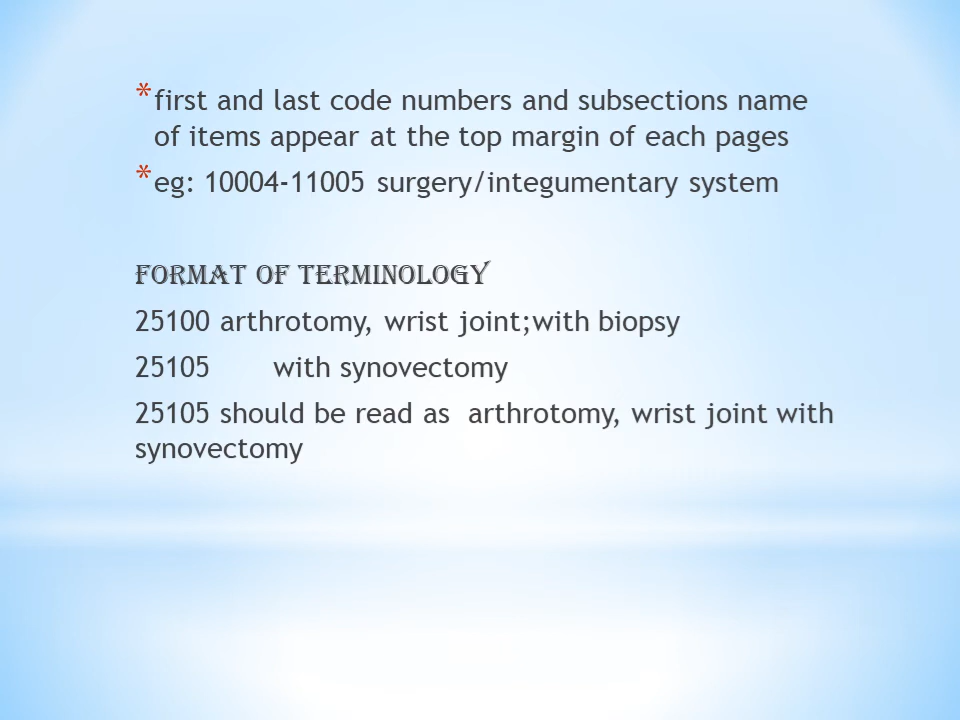 * first and last code numbers and subsections name
of items appear at the top margin of each pages
* eg: 10004-11005 surgery/integumentary system
FORMAT OF TERMINOLOGY
25100 arthrotomy, wrist joint;with biopsy
25105 with synovectomy
25105 should be read as arthrotomy, wrist joint with
synovectomy